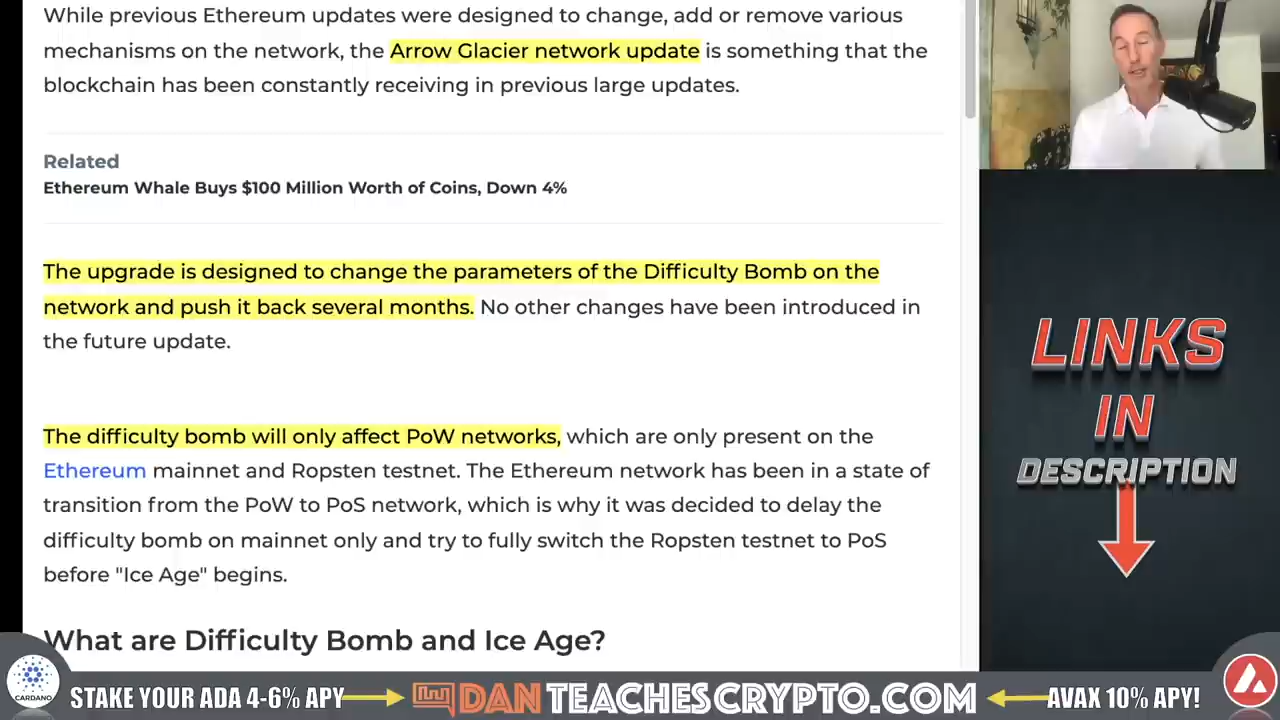 While previous Ethereum updates were designed to change, add or remove various
mechanisms on the network, the Arrow Glacier network update is something that the
blockchain has been constantly receiving in previous large updates.
Related
Ethereum Whale Buys $100 Million Worth of Coins, Down 4%
The upgrade is designed to change the parameters of the Difficulty Bomb on the
network and push it back several months. No other changes have been introduced in
the future update.
The difficulty bomb will only affect PoW networks, which are only present on the
Ethereum mainnet and Ropsten testnet. The Ethereum network has been in a state of
transition from the PoW to PoS network, which is why it was decided to delay the
difficulty bomb on mainnet only and try to fully switch the Ropsten testnet to PoS
before "Ice Age" begins.
What are Difficulty Bomb and Ice Age?
LINKS
IN
DESCRIPTION
CARDANO
STAKE YOUR ADA 4-6% APY
DANTEACHESCRYPTO.COM
AVAX 10% APY!